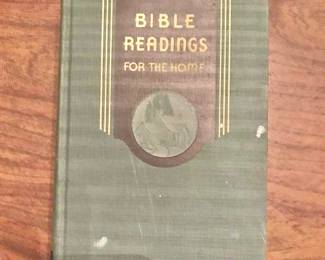 BIBLE
READINGS
FOR THE HOME